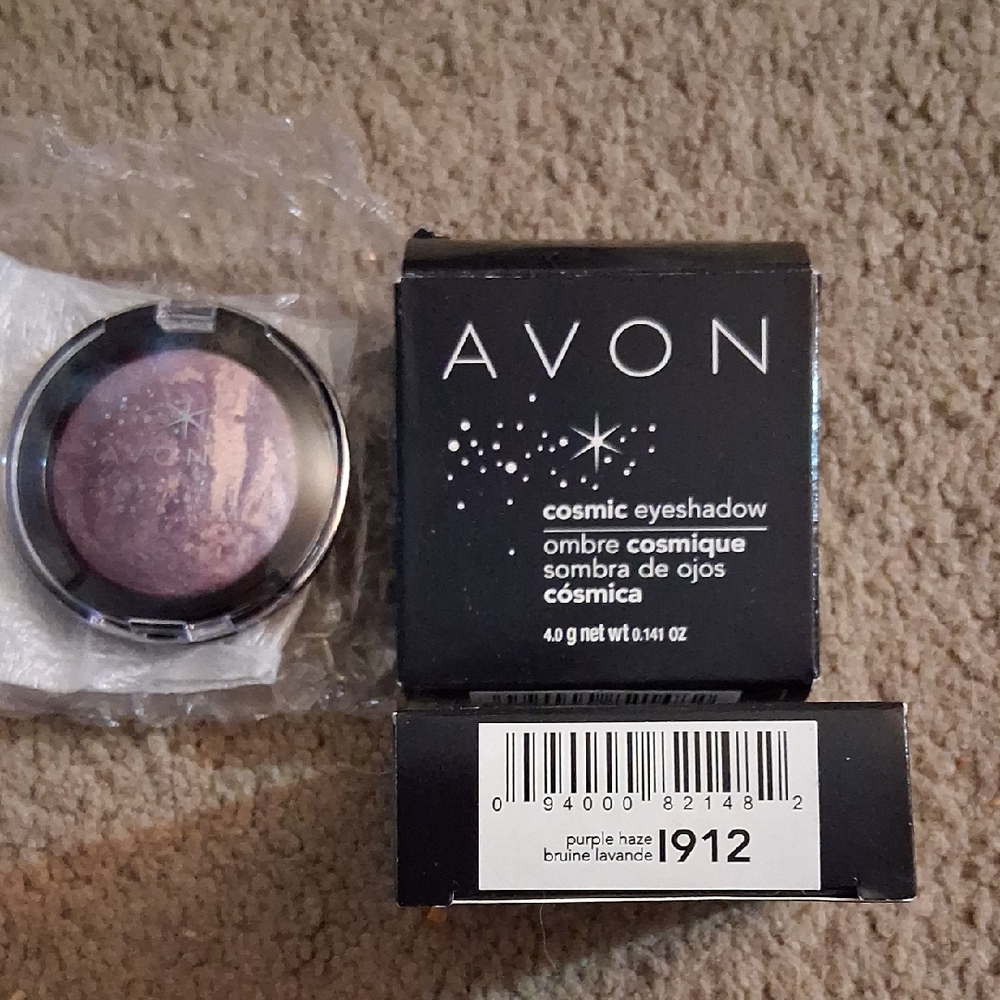 AVON
AVON
cosmic eyeshadow
ombre cosmique
sombra de ojos
cósmica
4.0 g net wt 0.141 oz
0 94000 82148 2
purple haze
bruine lavande I912